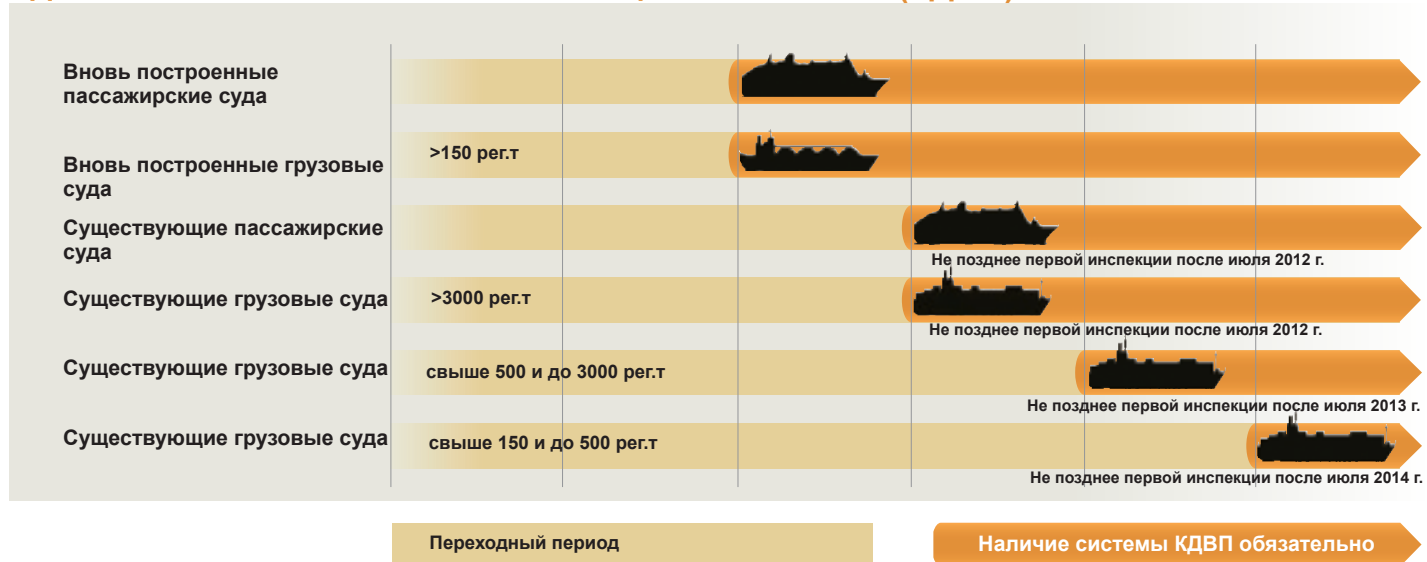 Вновь построенные
пассажирские суда
>150 рег.т
Вновь построенные грузовые
суда
Существующие пассажирские
суда
Не позднее первой инспекции после июля 2012 г.
Существующие грузовые суда
>3000 рег.т
Не позднее первой инспекции после июля 2012 г.
Существующие грузовые суда
свыше 500 и до 3000 рег.т
Не позднее первой инспекции после июля 2013 г.
Существующие грузовые суда
свыше 150 и до 500 рег.т
Не позднее первой инспекции после июля 2014 г.
Переходный период
Наличие системы КДВП обязательно